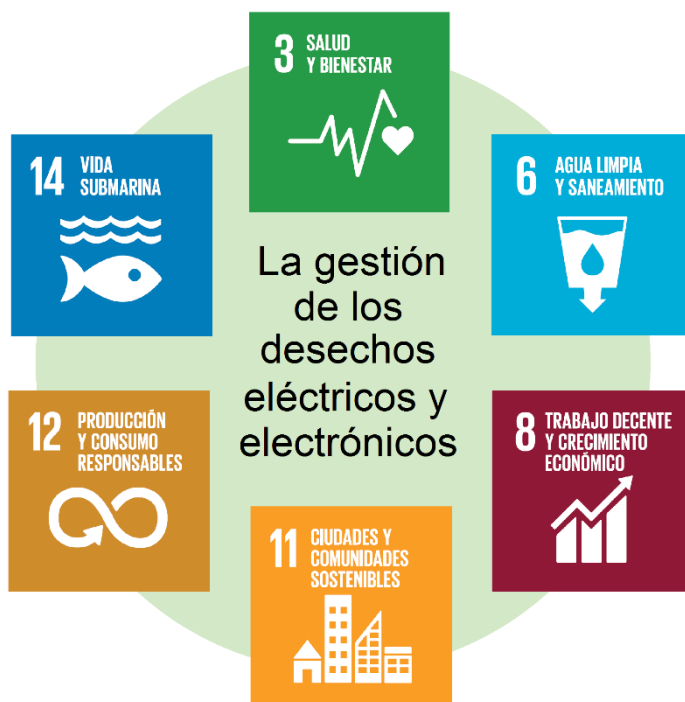 3 SALUD
Y BIENESTAR
14 VIDA
SUBMARINA
6 AGUA LIMPIA
Y SANEAMIENTO
La gestión
de los
desechos
eléctricos y
electrónicos
12 PRODUCCIÓN
Y CONSUMO
RESPONSABLES
8 TRABAJO DECENTE
Y CRECIMIENTO
ECONÓMICO
11 CIUDADES Y
COMUNIDADES
SOSTENIBLES